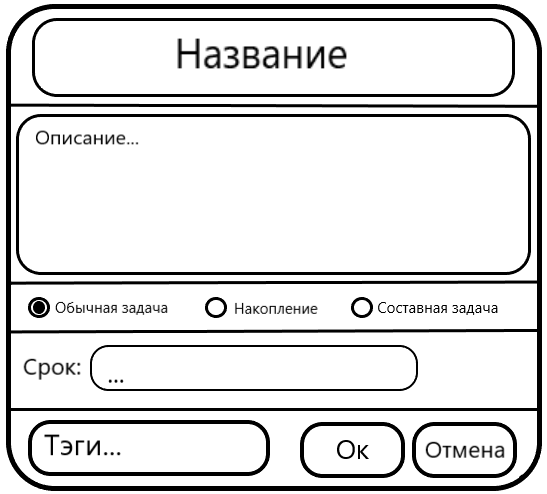 Название
Описание...
Обычная задача Накопление Составная задача
Срок: ...
Тэги... Ок Отмена